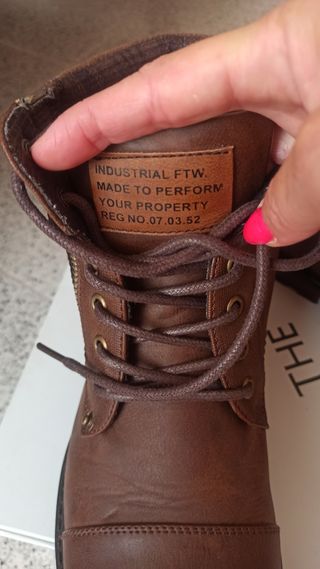 INDUSTRIAL FTW.
MADE TO PERFORM
YOUR PROPERTY
REG NO.07.03.52
THE